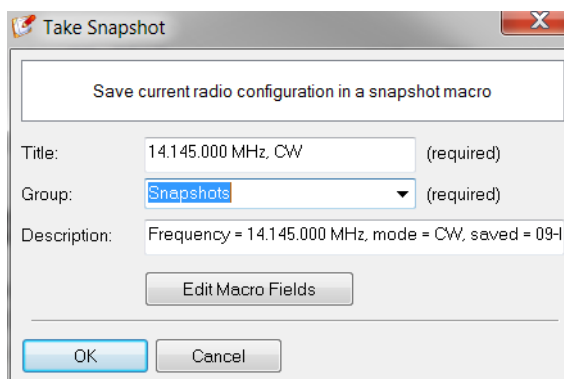 Take Snapshot
Save current radio configuration in a snapshot macro
Title: 14.145.000 MHz, CW (required)
Group: Snapshots (required)
Description: Frequency = 14.145.000 MHz, mode = CW, saved = 09-
Edit Macro Fields
OK Cancel